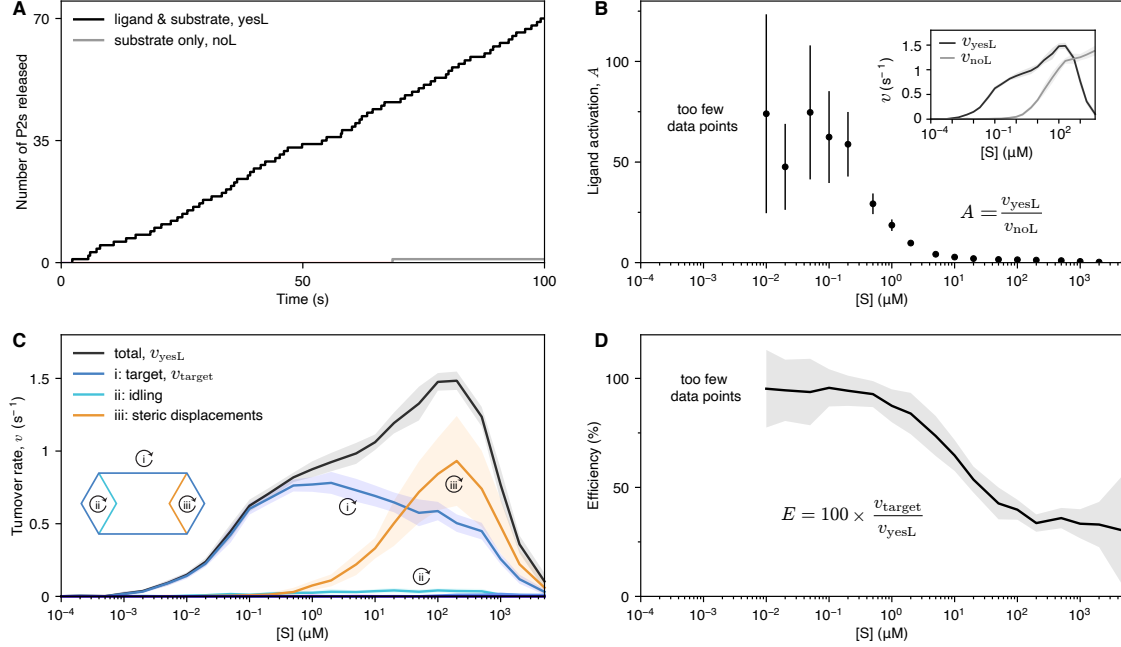 A
70
35
0
Number of P2s released
ligand & substrate, yesL
substrate only, noL
0
50
100
Time (s)
B
100
75
50
25
0
Ligand activation, A
too few
data points
A = v_yesL / v_noL
10⁻⁴ 10⁻³ 10⁻² 10⁻¹ 10⁰ 10¹ 10² 10³
[S] (µM)
v_yesL
v_noL
1.5
1
0.5
0
v (s⁻¹)
10⁻⁴ 10⁻¹ 10²
[S] (µM)
C
total, v_yesL
i: target, v_target
ii: idling
iii: steric displacements
1.5
1
0.5
0
Turnover rate, v (s⁻¹)
i
ii
iii
i
iii
ii
10⁻⁴ 10⁻³ 10⁻² 10⁻¹ 10⁰ 10¹ 10² 10³
[S] (µM)
D
100
50
0
Efficiency (%)
too few
data points
E = 100 × v_target / v_yesL
10⁻⁴ 10⁻³ 10⁻² 10⁻¹ 10⁰ 10¹ 10² 10³
[S] (µM)